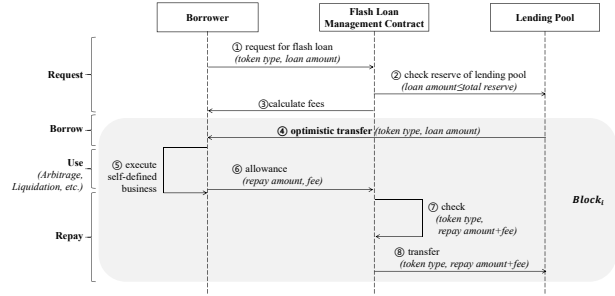 Borrower
Flash Loan
Management Contract
Lending Pool
Request
① request for flash loan
(token type, loan amount)
② check reserve of lending pool
(loan amount≤total reserve)
③calculate fees
Borrow
④ optimistic transfer (token type, loan amount)
Use
(Arbitrage,
Liquidation, etc.)
⑤ execute
self-defined
business
⑥ allowance
(repay amount, fee)
Block_i
Repay
⑦ check
(token type,
repay amount+fee)
⑧ transfer
(token type, repay amount+fee)